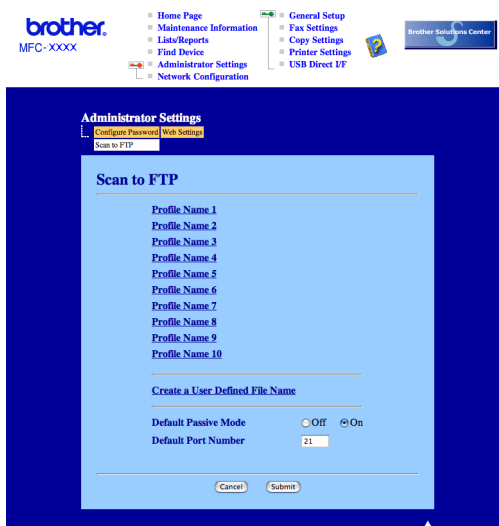 brother.
MFC-XXXX
Home Page
Maintenance Information
Lists/Reports
Find Device
Administrator Settings
Network Configuration
General Setup
Fax Settings
Copy Settings
Printer Settings
USB Direct I/F
Brother Solutions Center
Administrator Settings
Configure Password Web Settings
Scan to FTP
Scan to FTP
Profile Name 1
Profile Name 2
Profile Name 3
Profile Name 4
Profile Name 5
Profile Name 6
Profile Name 7
Profile Name 8
Profile Name 9
Profile Name 10
Create a User Defined File Name
Default Passive Mode Off On
Default Port Number 21
Cancel Submit